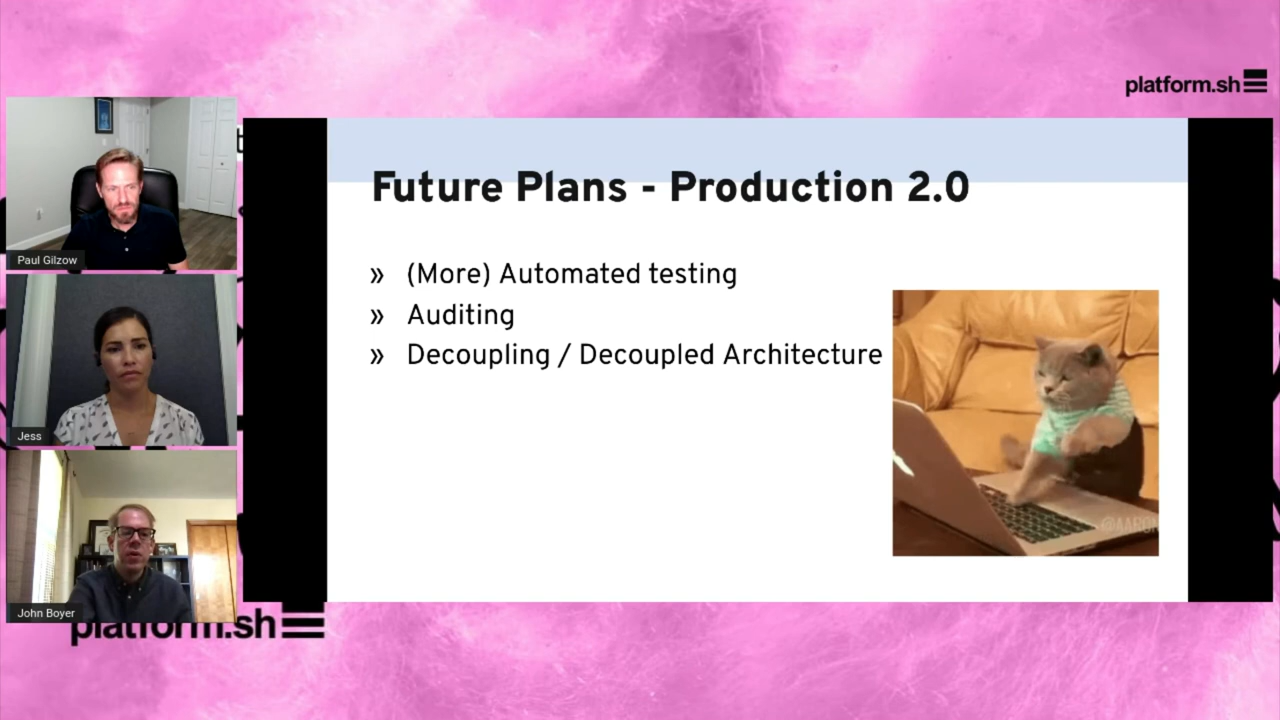 platform.sh
Paul Gilzow
Jess
John Boyer
Future Plans - Production 2.0
» (More) Automated testing
» Auditing
» Decoupling / Decoupled Architecture
platform.sh